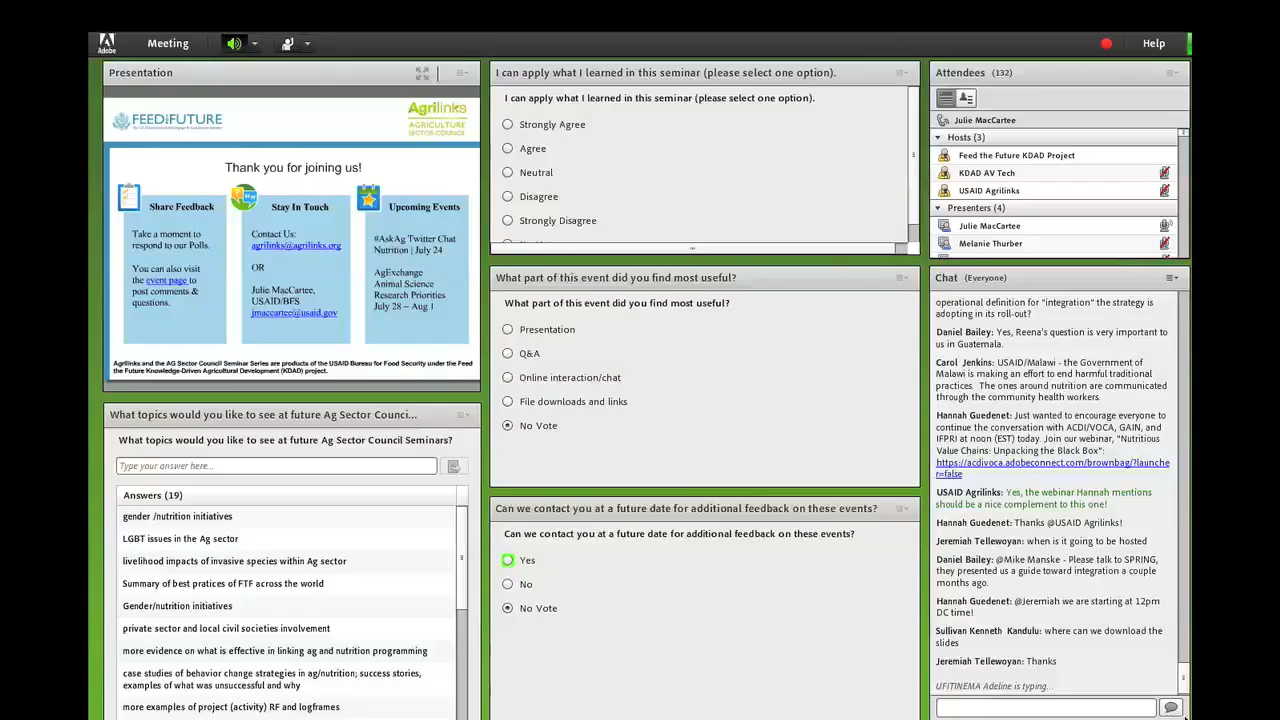 Adobe
Meeting
Help
Presentation
FEED THE FUTURE
Agrilinks
AGRICULTURE
SECTOR COUNCIL
Thank you for joining us!
Share Feedback
Take a moment to
respond to our Polls.
You can also visit
the event page to
post comments &
questions.
Stay In Touch
Contact Us:
agrilinks@agrilinks.org
OR
Julie MacCartee,
USAID/BFS
jmaccartee@usaid.gov
Upcoming Events
#AskAg Twitter Chat
Nutrition | July 24
AgExchange
Animal Science
Research Priorities
July 28 – Aug 1
Agrilinks and the AG Sector Council Seminar Series are products of the USAID Bureau for Food Security under the Feed
the Future Knowledge-Driven Agricultural Development (KDAD) project.
What topics would you like to see at future Ag Sector Counci...
What topics would you like to see at future Ag Sector Council Seminars?
Type your answer here...
Answers (19)
gender /nutrition initiatives
LGBT issues in the Ag sector
livelihood impacts of invasive species within Ag sector
Summary of best pratices of FTF across the world
Gender/nutrition initiatives
private sector and local civil societies involvement
more evidence on what is effective in linking ag and nutrition programming
case studies of behavior change strategies in ag/nutrition; success stories,
examples of what was unsuccessful and why
more examples of project (activity) RF and logframes
I can apply what I learned in this seminar (please select one option).
I can apply what I learned in this seminar (please select one option).
Strongly Agree
Agree
Neutral
Disagree
Strongly Disagree
What part of this event did you find most useful?
What part of this event did you find most useful?
Presentation
Q&A
Online interaction/chat
File downloads and links
No Vote
Can we contact you at a future date for additional feedback on these events?
Can we contact you at a future date for additional feedback on these events?
Yes
No
No Vote
Attendees (132)
Julie MacCartee
Hosts (3)
Feed the Future KDAD Project
KDAD AV Tech
USAID Agrilinks
Presenters (4)
Julie MacCartee
Melanie Thurber
Chat (Everyone)
operational definition for "integration" the strategy is
adopting in its roll-out?
Daniel Bailey: Yes, Reena's question is very important to
us in Guatemala.
Carol Jenkins: USAID/Malawi - the Government of
Malawi is making an effort to end harmful traditional
practices. The ones around nutrition are communicated
through the community health workers.
Hannah Guedenet: Just wanted to encourage everyone to
continue the conversation with ACDI/VOCA, GAIN, and
IFPRI at noon (EST) today. Join our webinar, "Nutritious
Value Chains: Unpacking the Black Box":
https://acdivoca.adobeconnect.com/brownbag/?launche
r=false
USAID Agrilinks: Yes, the webinar Hannah mentions
should be a nice complement to this one!
Hannah Guedenet: Thanks @USAID Agrilinks!
Jeremiah Tellewoyan: when is it going to be hosted
Daniel Bailey: @Mike Manske - Please talk to SPRING,
they presented us a guide toward integration a couple
months ago.
Hannah Guedenet: @Jeremiah we are starting at 12pm
DC time!
Sullivan Kenneth Kandulu: where can we download the
slides
Jeremiah Tellewoyan: Thanks
UFITINEMA Adeline is typing...